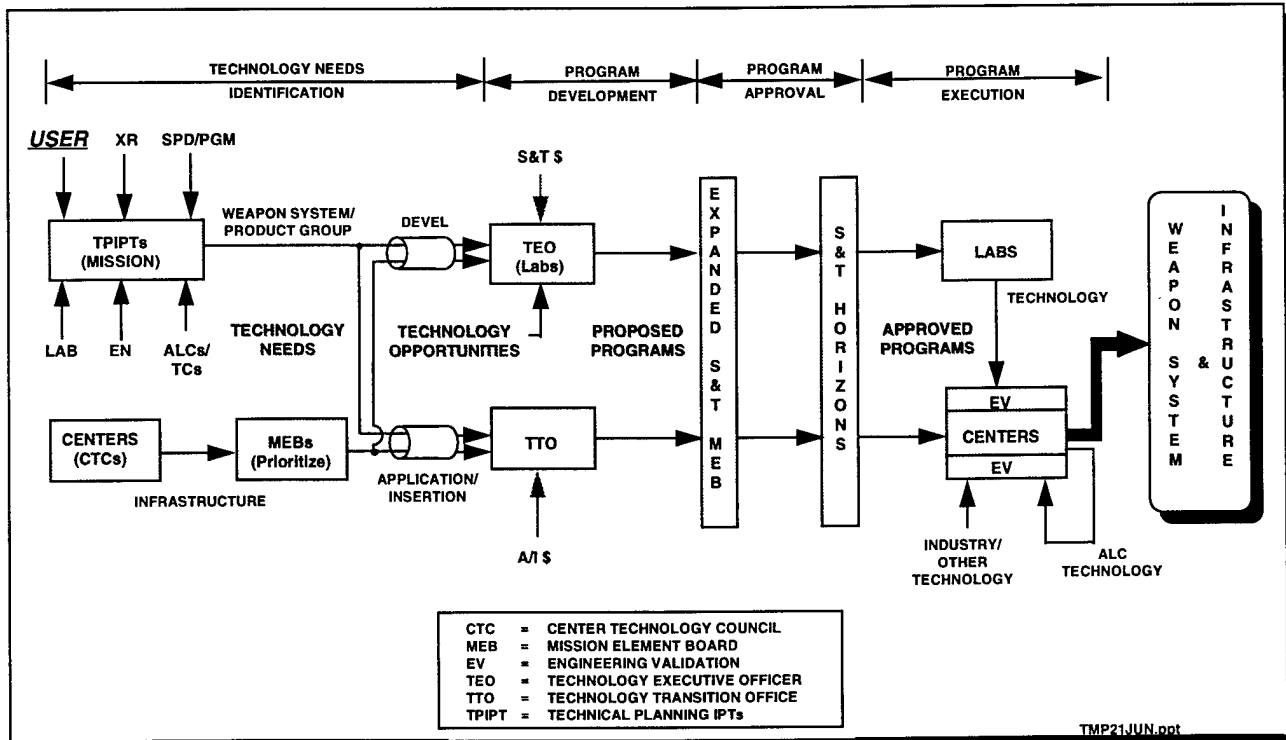 TECHNOLOGY NEEDS
IDENTIFICATION
PROGRAM
DEVELOPMENT
PROGRAM
APPROVAL
PROGRAM
EXECUTION
USER
XR
SPD/PGM
S&T $
TPIPTs
(MISSION)
WEAPON SYSTEM/
PRODUCT GROUP
DEVEL
TEO
(Labs)
EXPANDED S&T MEB
S&T HORIZONS
LABS
WEAPON SYSTEM
&
INFRASTRUCTURE
TECHNOLOGY
LAB
EN
ALCs/
TCs
TECHNOLOGY
NEEDS
TECHNOLOGY
OPPORTUNITIES
PROPOSED
PROGRAMS
APPROVED
PROGRAMS
CENTERS
(CTCs)
MEBs
(Prioritize)
TTO
EV
CENTERS
EV
INFRASTRUCTURE
APPLICATION/
INSERTION
A/I $
INDUSTRY/
OTHER
TECHNOLOGY
ALC
TECHNOLOGY
CTC = CENTER TECHNOLOGY COUNCIL
MEB = MISSION ELEMENT BOARD
EV = ENGINEERING VALIDATION
TEO = TECHNOLOGY EXECUTIVE OFFICER
TTO = TECHNOLOGY TRANSITION OFFICE
TPIPT = TECHNICAL PLANNING IPTs
TMP21JUN.ppt